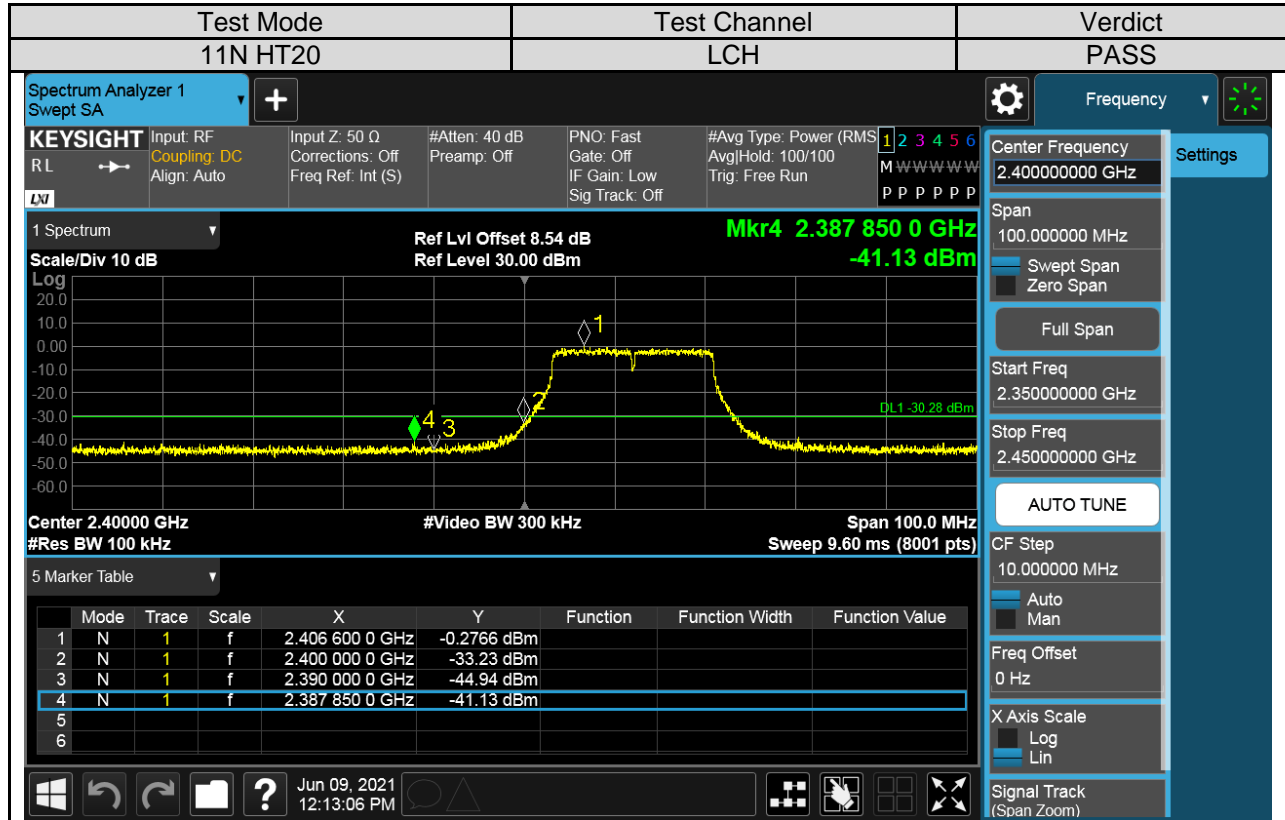 Test Mode Test Channel Verdict
11N HT20 LCH PASS
Spectrum Analyzer 1
Swept SA
Frequency
KEYSIGHT Input: RF Input Z: 50 Ω #Atten: 40 dB PNO: Fast #Avg Type: Power (RMS 1 2 3 4 5 6
RL Coupling: DC Corrections: Off Preamp: Off Gate: Off Avg|Hold: 100/100 M W W W W W
Align: Auto Freq Ref: Int (S) IF Gain: Low Trig: Free Run
LXI Sig Track: Off P P P P P P
1 Spectrum
Ref Lvl Offset 8.54 dB
Mkr4 2.387 850 0 GHz
Scale/Div 10 dB Ref Level 30.00 dBm -41.13 dBm
Log
20.0
10.0
0.00
-10.0
-20.0
-30.0
-40.0
-50.0
-60.0
1
2
4 3
DL1 -30.28 dBm
Center 2.40000 GHz #Video BW 300 kHz Span 100.0 MHz
#Res BW 100 kHz Sweep 9.60 ms (8001 pts)
5 Marker Table
Mode Trace Scale X Y Function Function Width Function Value
1 N 1 f 2.406 600 0 GHz -0.2766 dBm
2 N 1 f 2.400 000 0 GHz -33.23 dBm
3 N 1 f 2.390 000 0 GHz -44.94 dBm
4 N 1 f 2.387 850 0 GHz -41.13 dBm
5
6
Jun 09, 2021
12:13:06 PM
Center Frequency
2.400000000 GHz
Settings
Span
100.000000 MHz
Swept Span
Zero Span
Full Span
Start Freq
2.350000000 GHz
Stop Freq
2.450000000 GHz
AUTO TUNE
CF Step
10.000000 MHz
Auto
Man
Freq Offset
0 Hz
X Axis Scale
Log
Lin
Signal Track
(Span Zoom)